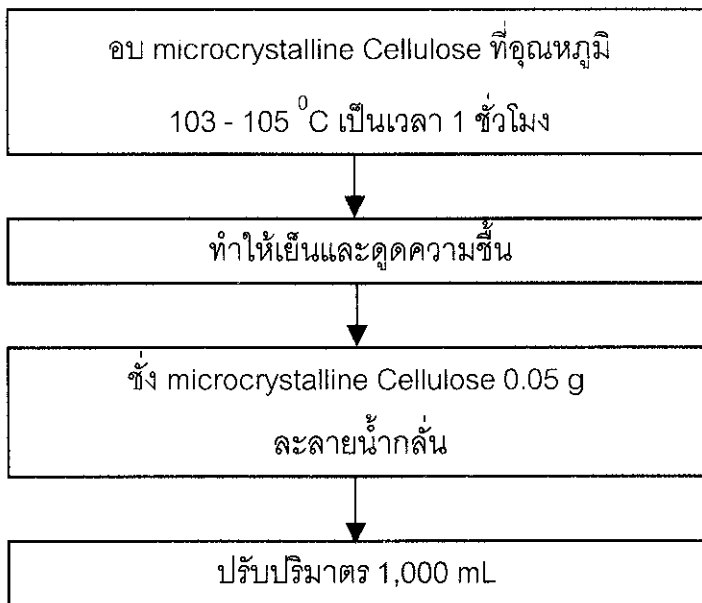 อบ microcrystalline Cellulose ที่อุณหภูมิ
103 - 105 ⁰C เป็นเวลา 1 ชั่วโมง
ทำให้เย็นและดูดความชื้น
ชั่ง microcrystalline Cellulose 0.05 g
ละลายน้ำกลั่น
ปรับปริมาตร 1,000 mL